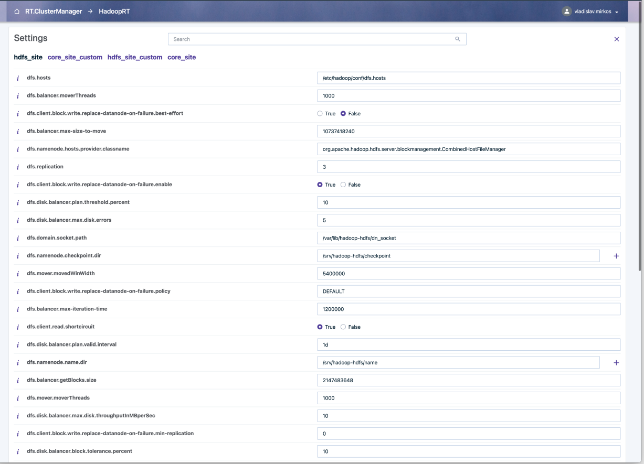 RT.ClusterManager → HadoopRT vladislav.mirkos
Settings Search
hdfs_site core_site_custom hdfs_site_custom core_site
dfs.hosts /etc/hadoop/conf/dfs.hosts
dfs.balancer.moverThreads 1000
dfs.client.block.write.replace-datanode-on-failure.best-effort True False
dfs.balancer.max-size-to-move 10737418240
dfs.namenode.hosts.provider.classname org.apache.hadoop.hdfs.server.blockmanagement.CombinedHostFileManager
dfs.replication 3
dfs.client.block.write.replace-datanode-on-failure.enable True False
dfs.disk.balancer.plan.threshold.percent 10
dfs.disk.balancer.max.disk.errors 5
dfs.domain.socket.path /var/lib/hadoop-hdfs/dn_socket
dfs.namenode.checkpoint.dir /srv/hadoop-hdfs/checkpoint
dfs.mover.movedWinWidth 5400000
dfs.client.block.write.replace-datanode-on-failure.policy DEFAULT
dfs.balancer.max-iteration-time 1200000
dfs.client.read.shortcircuit True False
dfs.disk.balancer.plan.valid.interval 1d
dfs.namenode.name.dir /srv/hadoop-hdfs/name
dfs.balancer.getBlocks.size 2147483648
dfs.mover.moverThreads 1000
dfs.disk.balancer.max.disk.throughputInMBperSec 10
dfs.client.block.write.replace-datanode-on-failure.min-replication 0
dfs.disk.balancer.block.tolerance.percent 10